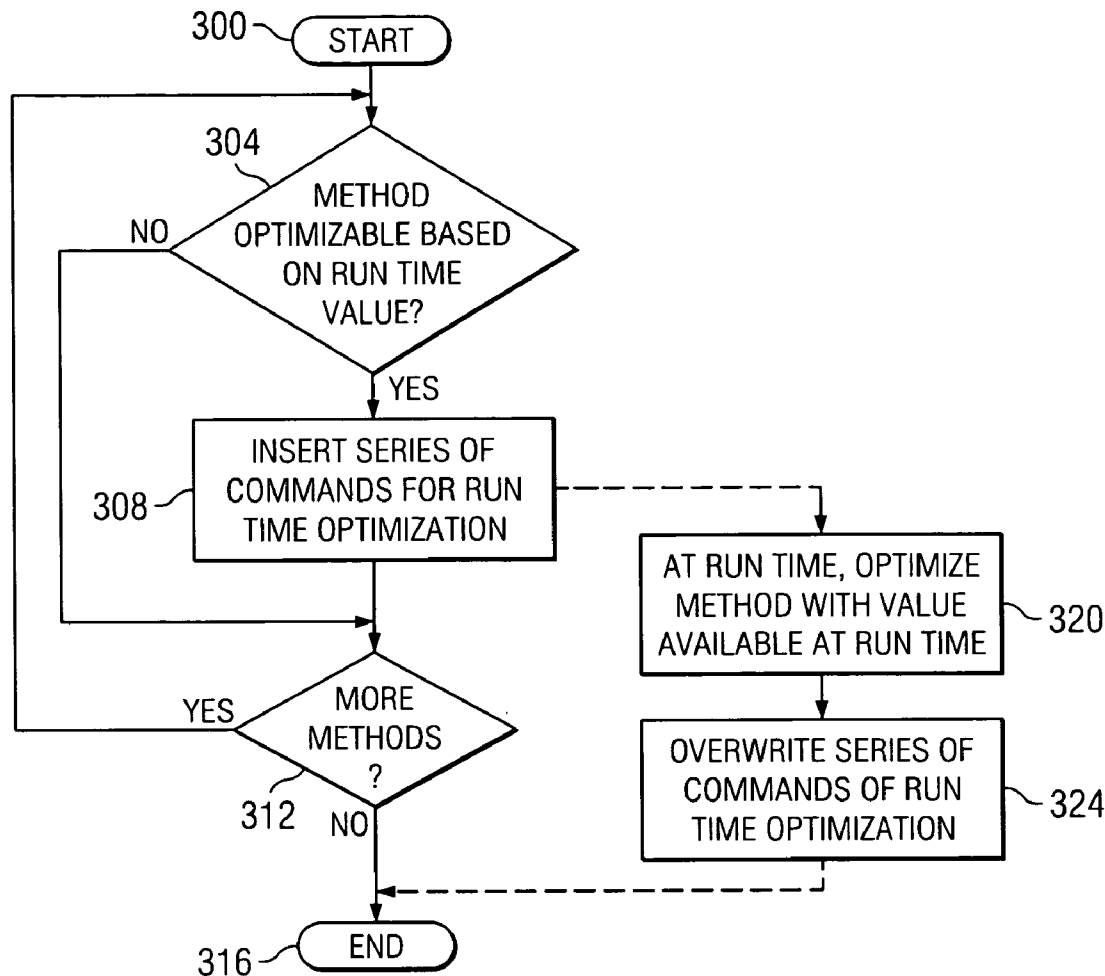 300
START
304
METHOD
OPTIMIZABLE BASED
ON RUN TIME
VALUE?
NO
YES
308
INSERT SERIES OF
COMMANDS FOR RUN
TIME OPTIMIZATION
AT RUN TIME, OPTIMIZE
METHOD WITH VALUE
AVAILABLE AT RUN TIME
320
YES
MORE
METHODS
?
312
NO
OVERWRITE SERIES OF
COMMANDS OF RUN
TIME OPTIMIZATION
324
316
END